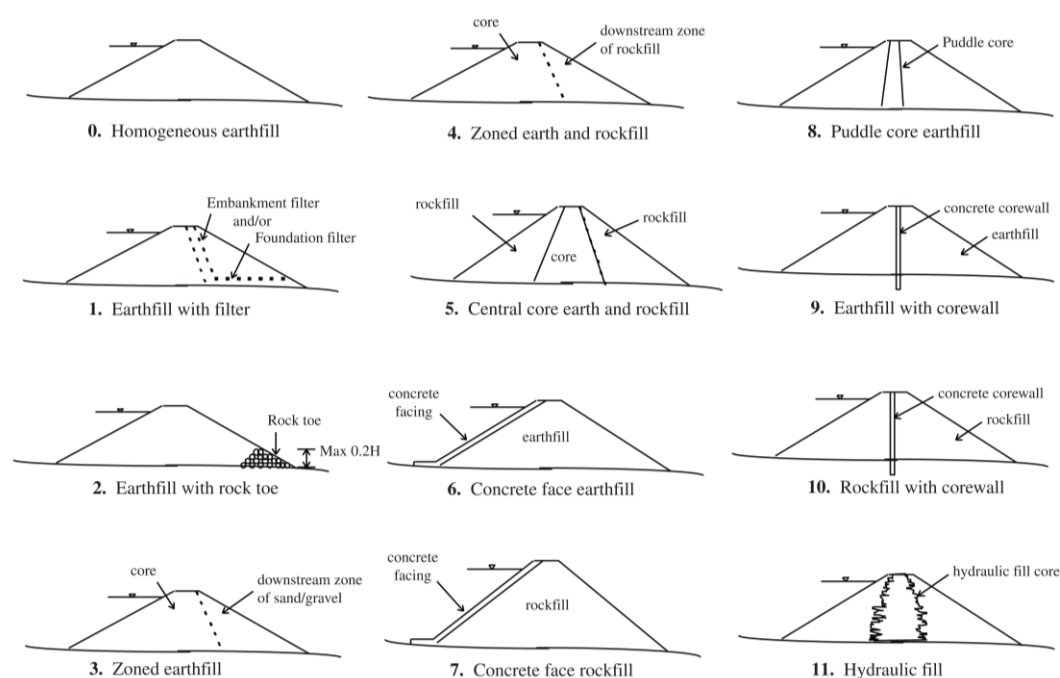 0. Homogeneous earthfill
Embankment filter
and/or
Foundation filter
1. Earthfill with filter
Rock toe
Max 0.2H
2. Earthfill with rock toe
core
downstream zone
of sand/gravel
3. Zoned earthfill
core
downstream zone
of rockfill
4. Zoned earth and rockfill
rockfill
rockfill
core
5. Central core earth and rockfill
concrete
facing
earthfill
6. Concrete face earthfill
concrete
facing
rockfill
7. Concrete face rockfill
Puddle core
8. Puddle core earthfill
concrete corewall
earthfill
9. Earthfill with corewall
concrete corewall
rockfill
10. Rockfill with corewall
hydraulic fill core
11. Hydraulic fill